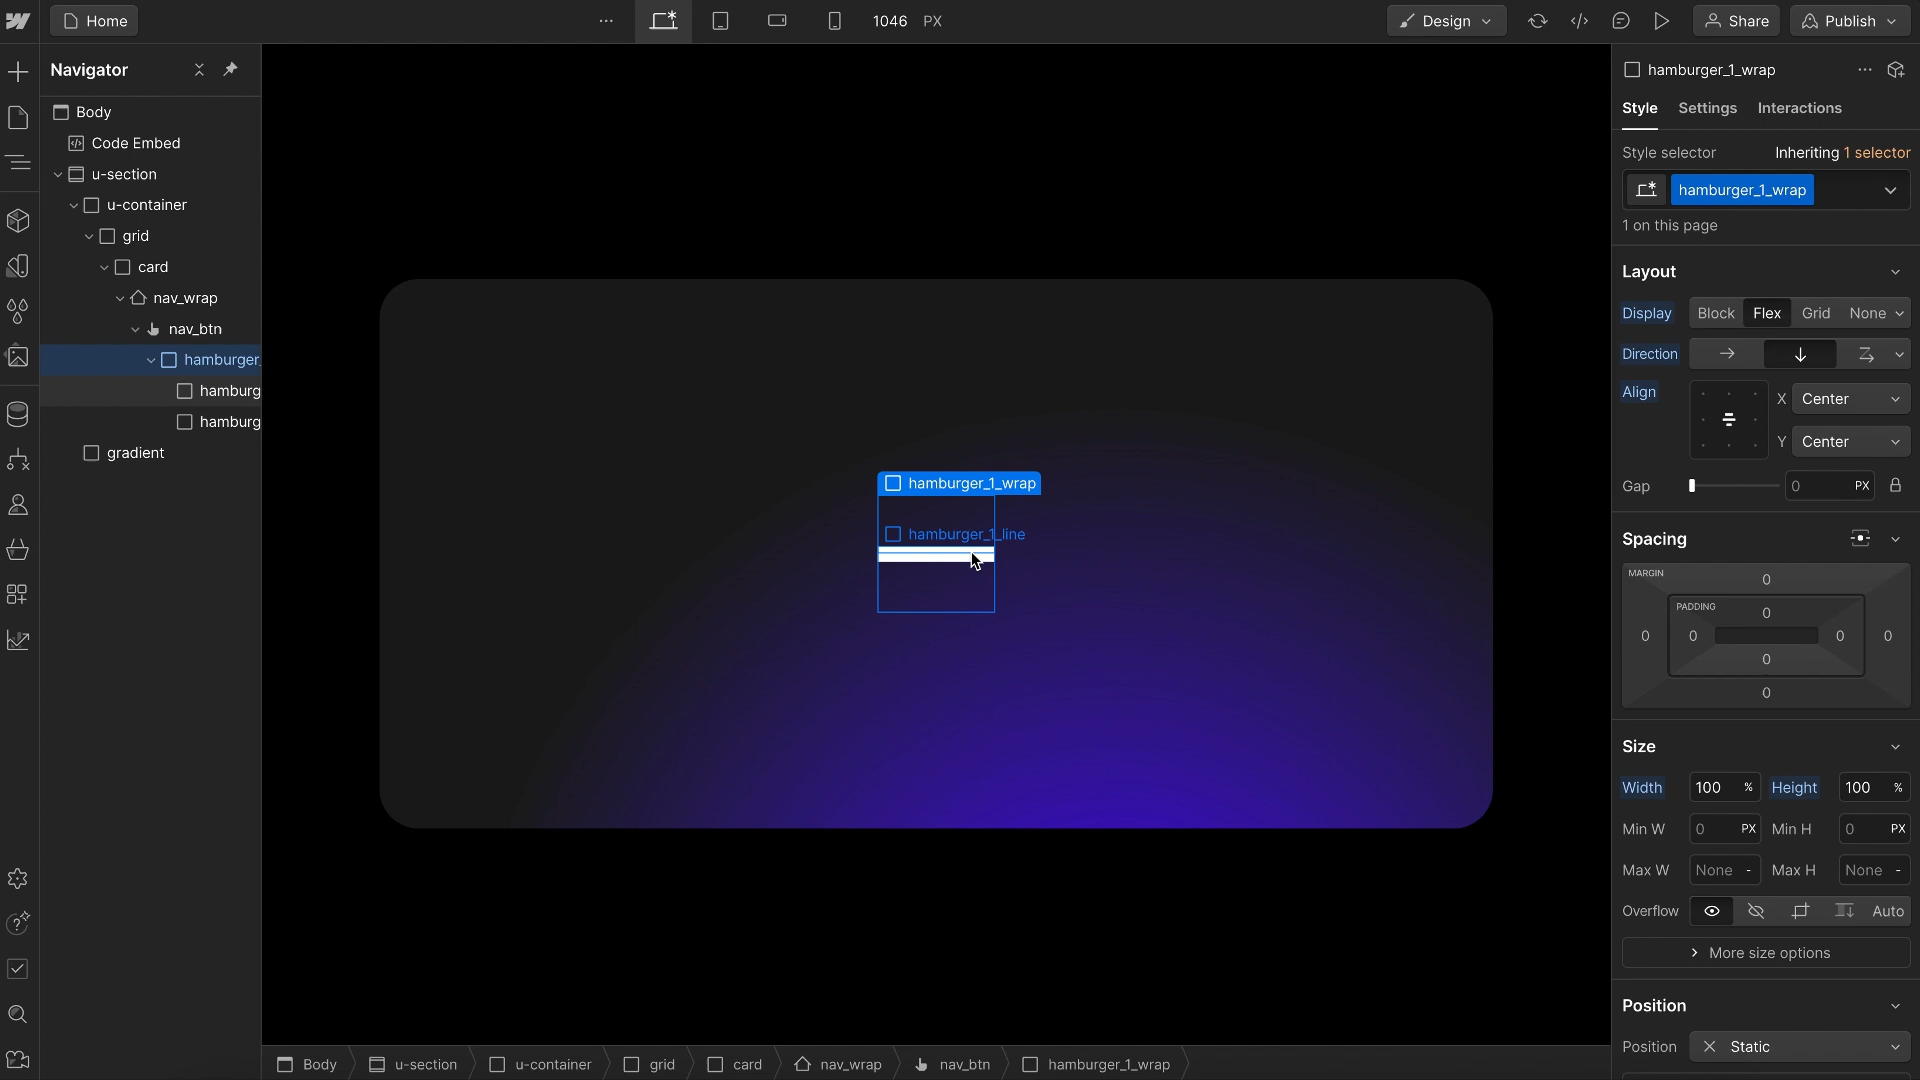 Home
1046 PX
Design
Share
Publish
Navigator
Body
Code Embed
u-section
u-container
grid
card
nav_wrap
nav_btn
hamburger_
hamburg
hamburg
gradient
hamburger_1_wrap
hamburger_1_line
hamburger_1_wrap
Style Settings Interactions
Style selector Inheriting 1 selector
hamburger_1_wrap
1 on this page
Layout
Display Block Flex Grid None
Direction
Align X Center
Y Center
Gap 0 PX
Spacing
MARGIN 0
PADDING 0
0 0 0 0
0
0
Size
Width 100 % Height 100 %
Min W 0 PX Min H 0 PX
Max W None - Max H None -
Overflow Auto
More size options
Position
Position Static
Body u-section u-container grid card nav_wrap nav_btn hamburger_1_wrap